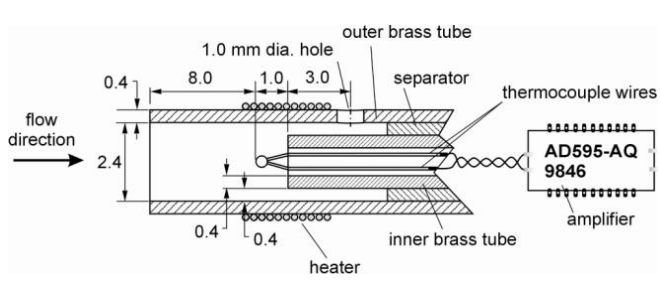 outer brass tube
1.0 mm dia. hole
0.4
8.0
1.0
3.0
separator
thermocouple wires
flow
direction
2.4
AD595-AQ
9846
amplifier
0.4
0.4
inner brass tube
heater